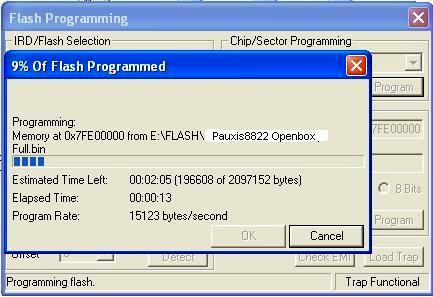 Flash Programming
IRD/Flash Selection
Chip/Sector Programming
9% Of Flash Programmed
Program
Programming:
Memory at 0x7FE00000 from E:\FLASH\ Pauxis8822 Openbox
Full.bin
7FE00000
Estimated Time Left: 00:02:05 (196608 of 2097152 bytes)
Elapsed Time: 00:00:13
8 Bits
Program Rate: 15123 bytes/second
Program
OK
Cancel
Offset
Detect
Check EMI
Load Trap
Programming flash.
Trap Functional